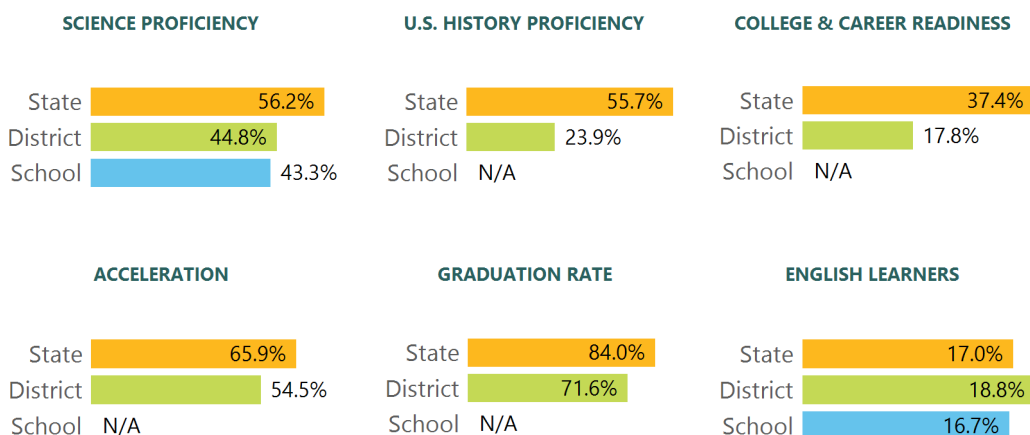 SCIENCE PROFICIENCY
State 56.2%
District 44.8%
School 43.3%
U.S. HISTORY PROFICIENCY
State 55.7%
District 23.9%
School N/A
COLLEGE & CAREER READINESS
State 37.4%
District 17.8%
School N/A
ACCELERATION
State 65.9%
District 54.5%
School N/A
GRADUATION RATE
State 84.0%
District 71.6%
School N/A
ENGLISH LEARNERS
State 17.0%
District 18.8%
School 16.7%